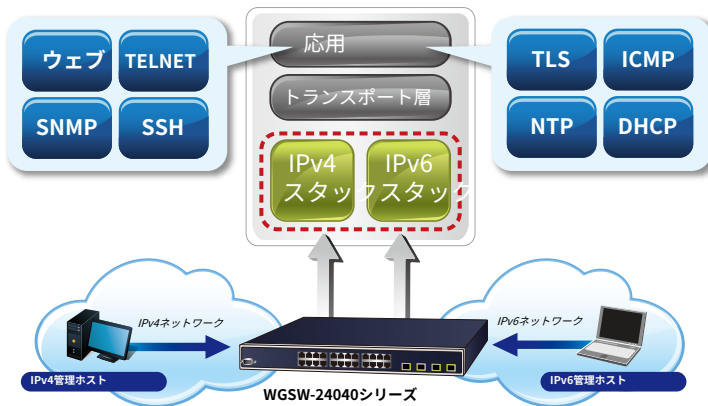 応用
ウェブ
TELNET
SNMP
SSH
TLS
ICMP
NTP
DHCP
トランスポート層
IPv4
スタック
IPv6
スタック
IPv4ネットワーク
IPv6ネットワーク
IPv4管理ホスト
IPv6管理ホスト
WGSW-24040シリーズ